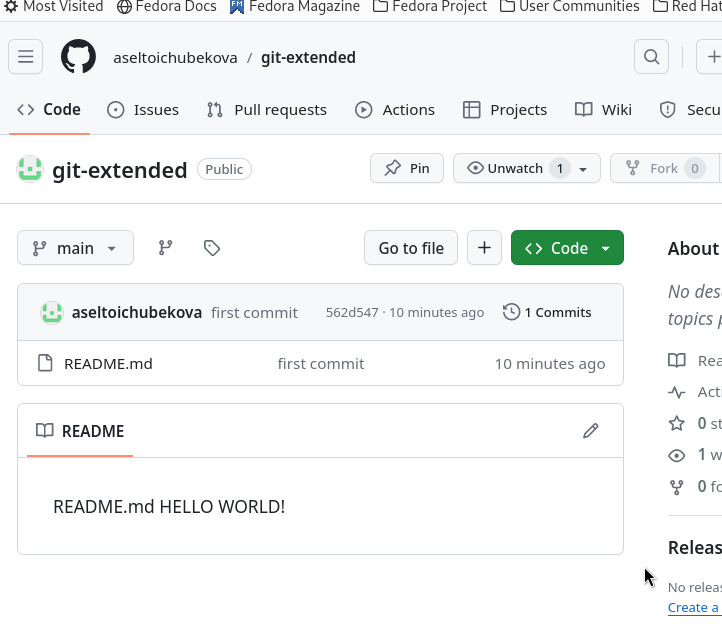 Most Visited Fedora Docs Fedora Magazine Fedora Project User Communities Red Hat
aseltoichubekova / git-extended
Code Issues Pull requests Actions Projects Wiki Secu
git-extended Public Pin Unwatch 1 Fork 0
main Go to file + Code About
aseltoichubekova first commit 562d547 · 10 minutes ago 1 Commits
No des
topics p
README.md first commit 10 minutes ago
Rea
Acti
0 st
1 w
0 fo
README
README.md HELLO WORLD!
Releas
No releas
Create a